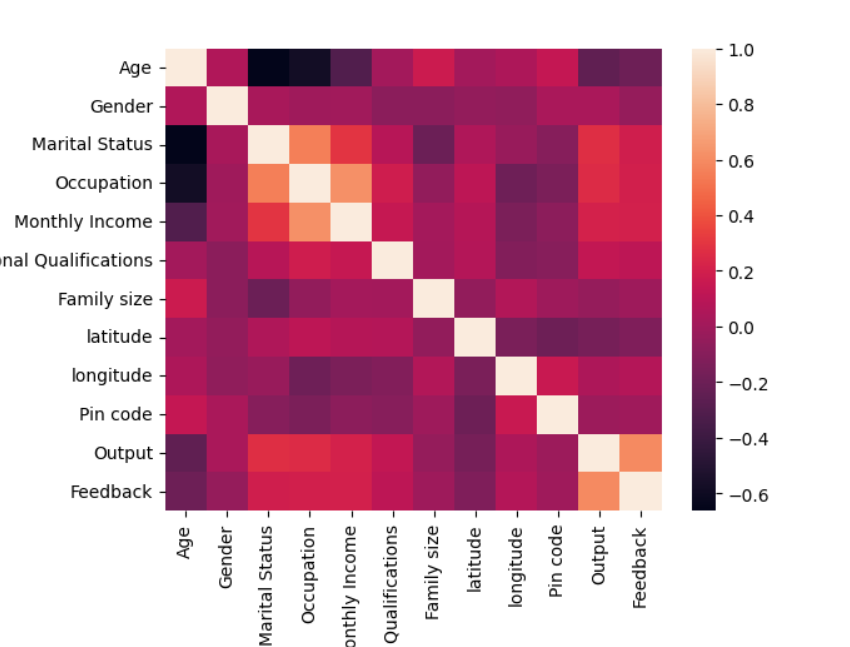 Age
Gender
Marital Status
Occupation
Monthly Income
nal Qualifications
Family size
latitude
longitude
Pin code
Output
Feedback
Age
Gender
Marital Status
Occupation
onthly Income
Qualifications
Family size
latitude
longitude
Pin code
Output
Feedback
1.0
0.8
0.6
0.4
0.2
0.0
−0.2
−0.4
−0.6